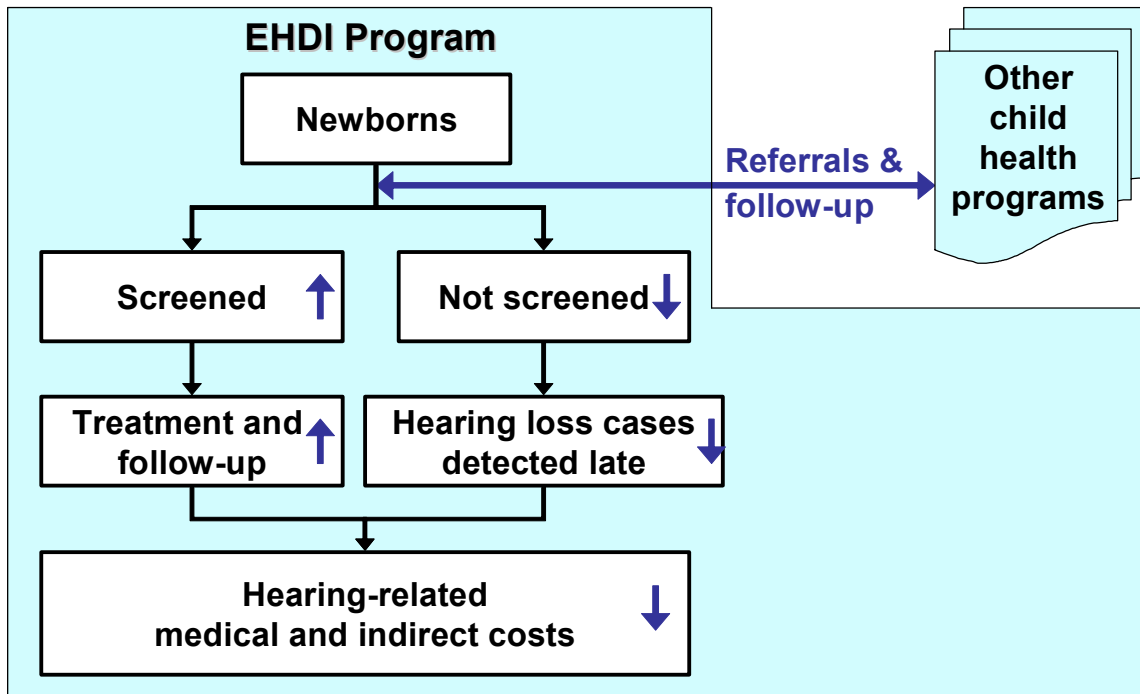 EHDI Program
Newborns
Other
child
health
programs
Referrals &
follow-up
Screened
Not screened
Treatment and
follow-up
Hearing loss cases
detected late
Hearing-related
medical and indirect costs